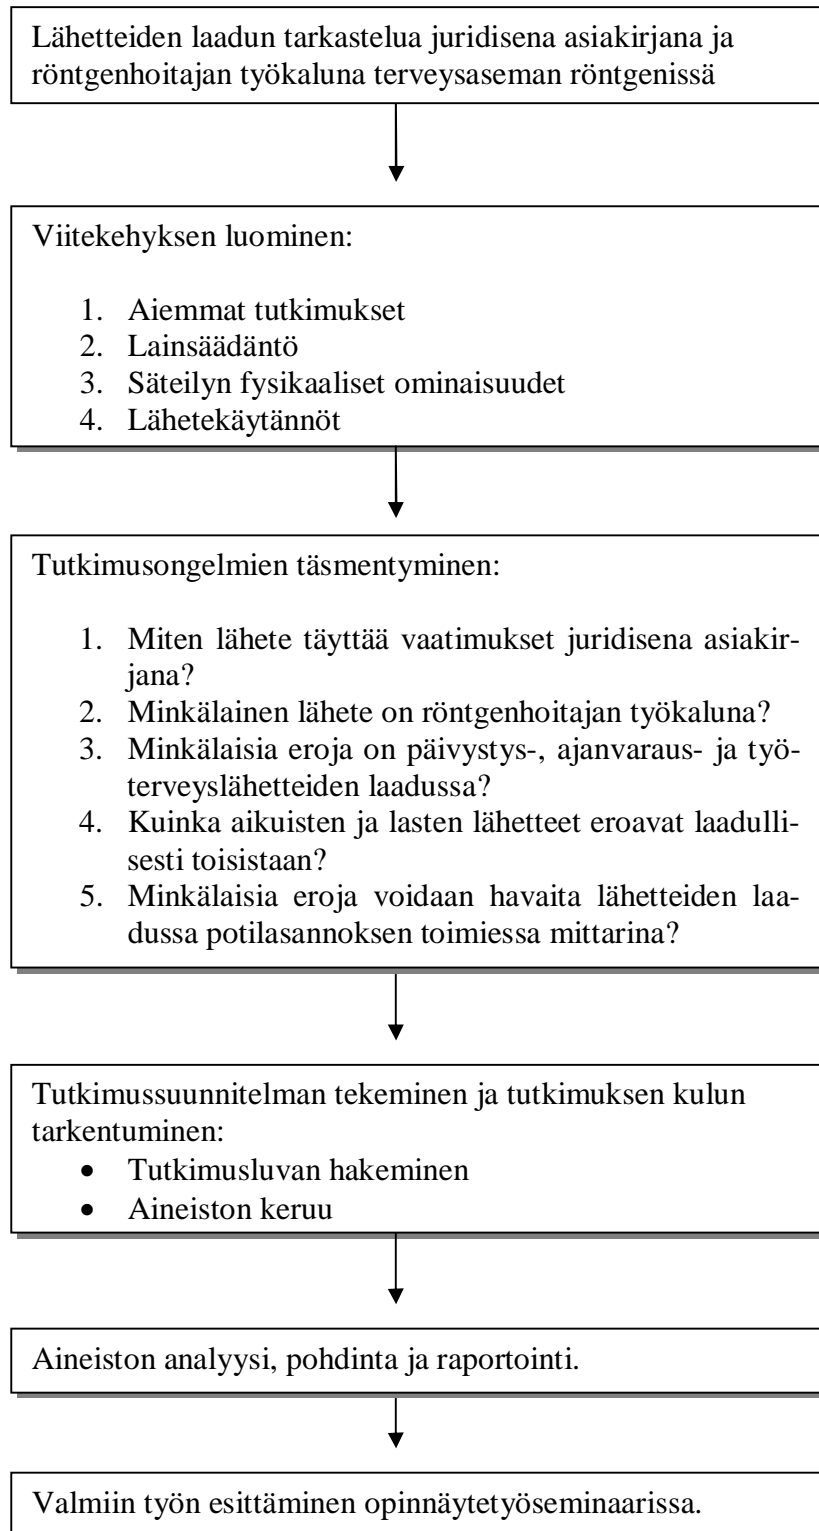 Lähetteiden laadun tarkastelua juridisena asiakirjana ja
röntgenhoitajan työkaluna terveysaseman röntgenissä
Viitekehyksen luominen:
1. Aiemmat tutkimukset
2. Lainsäädäntö
3. Säteilyn fysikaaliset ominaisuudet
4. Lähetekäytännöt
Tutkimusongelmien täsmentyminen:
1. Miten lähete täyttää vaatimukset juridisena asiakir-
jana?
2. Minkälainen lähete on röntgenhoitajan työkaluna?
3. Minkälaisia eroja on päivystys-, ajanvaraus- ja työ-
terveyslähetteiden laadussa?
4. Kuinka aikuisten ja lasten lähetteet eroavat laadulli-
sesti toisistaan?
5. Minkälaisia eroja voidaan havaita lähetteiden laa-
dussa potilasannoksen toimiessa mittarina?
Tutkimussuunnitelman tekeminen ja tutkimuksen kulun
tarkentuminen:
• Tutkimusluvan hakeminen
• Aineiston keruu
Aineiston analyysi, pohdinta ja raportointi.
Valmiin työn esittäminen opinnäytetyöseminaarissa.